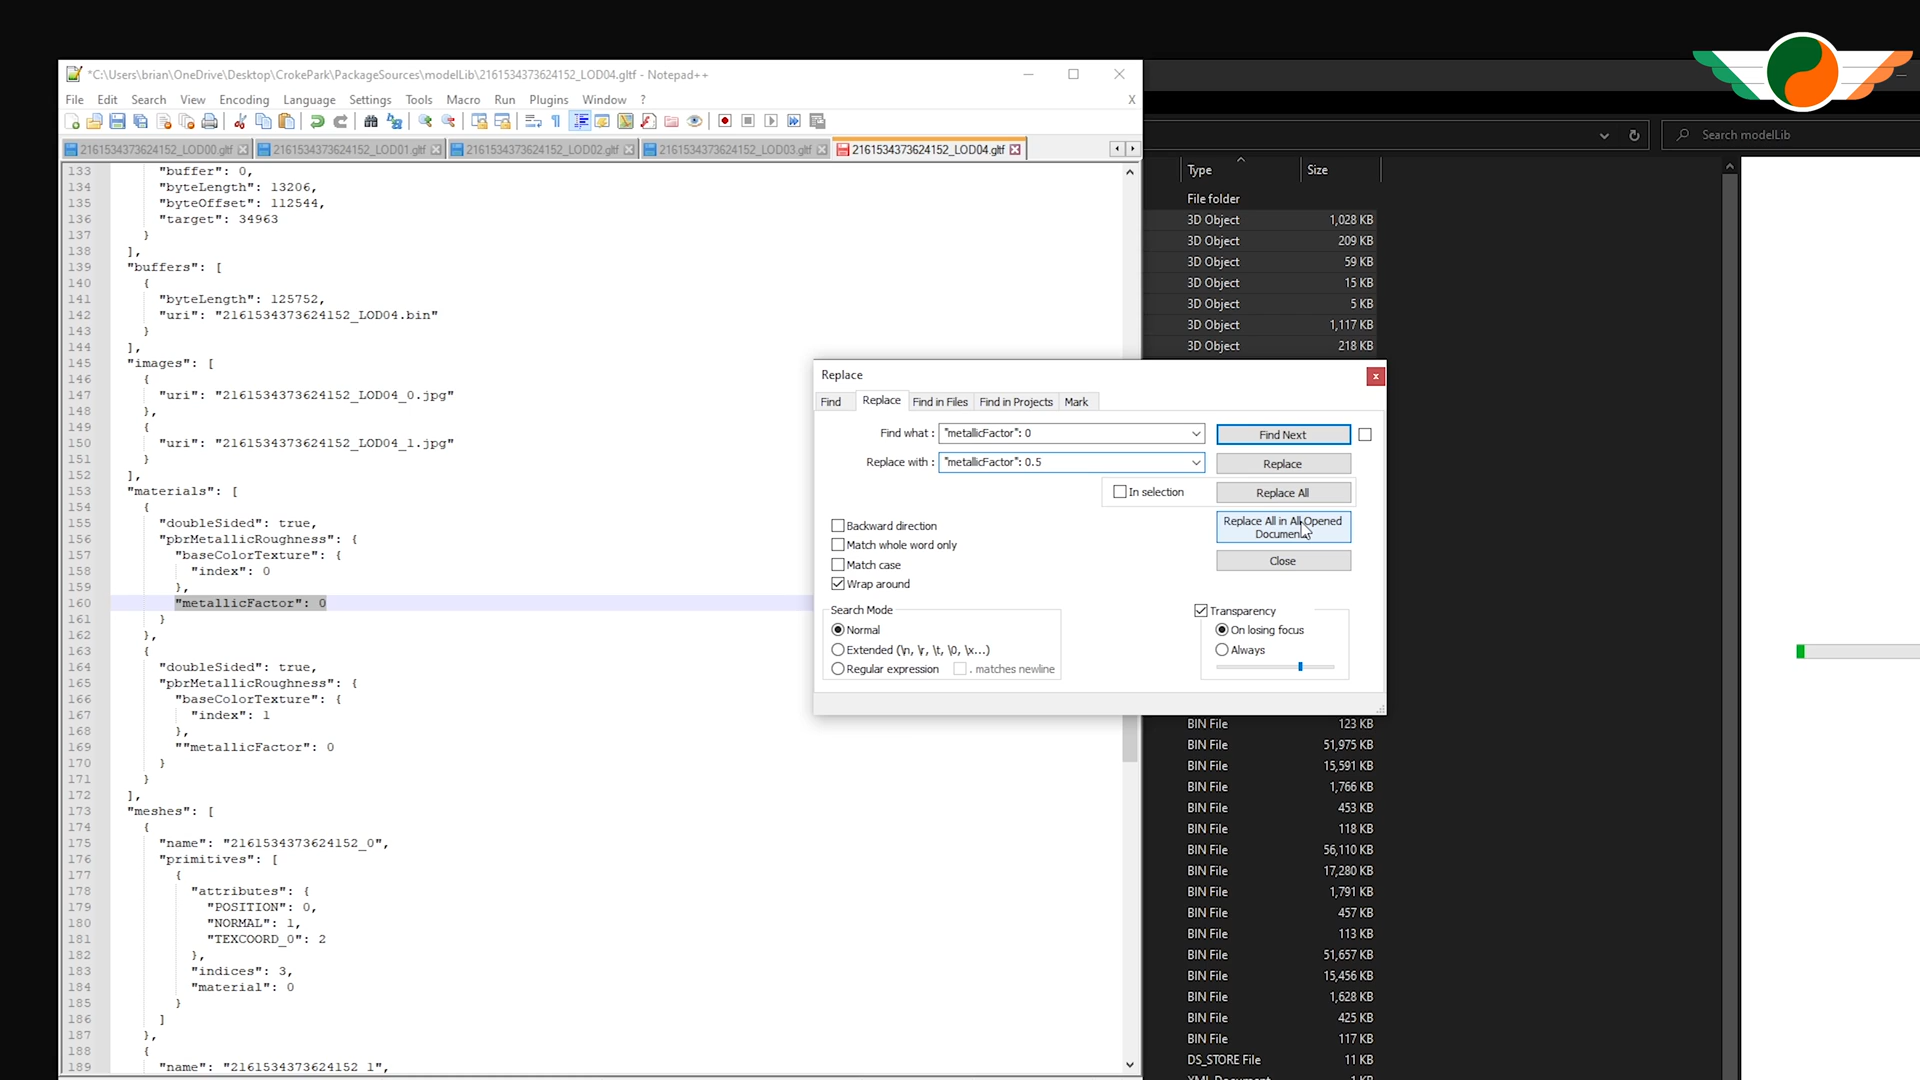 *C:\Users\brian\OneDrive\Desktop\CrokePark\PackageSources\modelLib\2161534373624152_LOD04.gltf - Notepad++
File Edit Search View Encoding Language Settings Tools Macro Run Plugins Window ? X
2161534373624152_LOD00.gltf 2161534373624152_LOD01.gltf 2161534373624152_LOD02.gltf 2161534373624152_LOD03.gltf 2161534373624152_LOD04.gltf
133 "buffer": 0,
134 "byteLength": 13206,
135 "byteOffset": 112544,
136 "target": 34963
137 }
138 ],
139 "buffers": [
140 {
141 "byteLength": 125752,
142 "uri": "2161534373624152_LOD04.bin"
143 }
144 ],
145 "images": [
146 {
147 "uri": "2161534373624152_LOD04_0.jpg"
148 },
149 {
150 "uri": "2161534373624152_LOD04_1.jpg"
151 }
152 ],
153 "materials": [
154 {
155 "doubleSided": true,
156 "pbrMetallicRoughness": {
157 "baseColorTexture": {
158 "index": 0
159 },
160 "metallicFactor": 0
161 }
162 },
163 {
164 "doubleSided": true,
165 "pbrMetallicRoughness": {
166 "baseColorTexture": {
167 "index": 1
168 },
169 ""metallicFactor": 0
170 }
171 }
172 ],
173 "meshes": [
174 {
175 "name": "2161534373624152_0",
176 "primitives": [
177 {
178 "attributes": {
179 "POSITION": 0,
180 "NORMAL": 1,
181 "TEXCOORD_0": 2
182 },
183 "indices": 3,
184 "material": 0
185 }
186 ]
187 },
188 {
189 "name": "2161534373624152_1",
Replace
Find Replace Find in Files Find in Projects Mark
Find what : "metallicFactor": 0 Find Next
Replace with : "metallicFactor": 0.5 Replace
In selection Replace All
Replace All in All Opened
Documents
Close
Backward direction
Match whole word only
Match case
Wrap around
Search Mode
Normal
Extended (\n, \r, \t, \0, \x...)
Regular expression . matches newline
Transparency
On losing focus
Always
Search modelLib
Type Size
File folder
3D Object 1,028 KB
3D Object 209 KB
3D Object 59 KB
3D Object 15 KB
3D Object 5 KB
3D Object 1,117 KB
3D Object 218 KB
BIN File 123 KB
BIN File 51,975 KB
BIN File 15,591 KB
BIN File 1,766 KB
BIN File 453 KB
BIN File 118 KB
BIN File 56,110 KB
BIN File 17,280 KB
BIN File 1,791 KB
BIN File 457 KB
BIN File 113 KB
BIN File 51,657 KB
BIN File 15,456 KB
BIN File 1,628 KB
BIN File 425 KB
BIN File 117 KB
DS_STORE File 11 KB
XML Document 1 KB